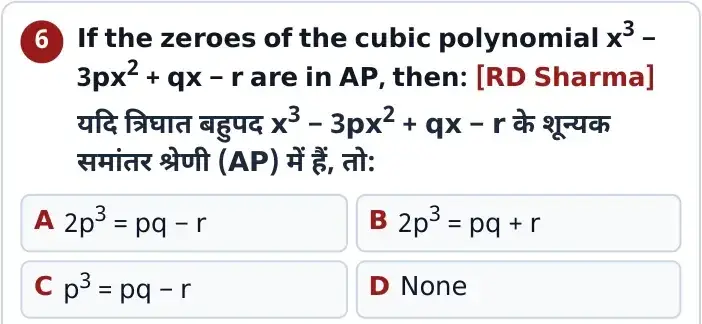 6 If the zeroes of the cubic polynomial x³ –
3px² + qx – r are in AP, then: [RD Sharma]
यदि त्रिघात बहुपद x³ – 3px² + qx – r के शून्यक
समांतर श्रेणी (AP) में हैं, तो:
A 2p³ = pq – r
B 2p³ = pq + r
C p³ = pq – r
D None